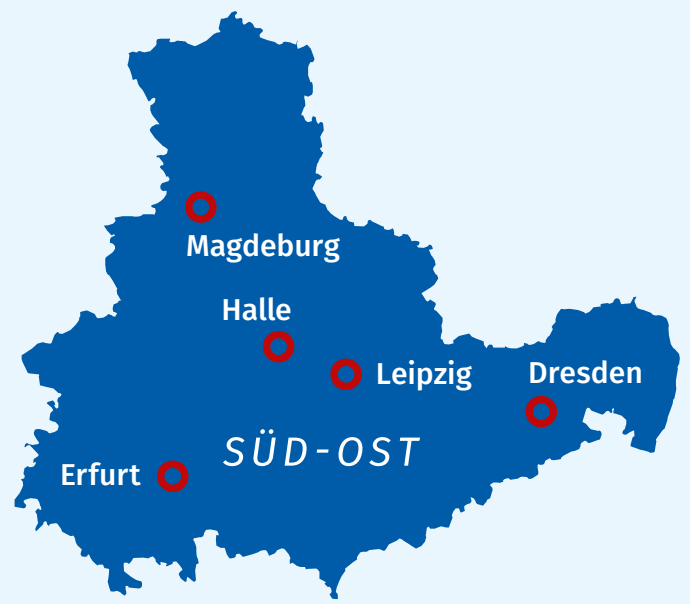 Magdeburg
Halle
Leipzig
Dresden
SÜD-OST
Erfurt